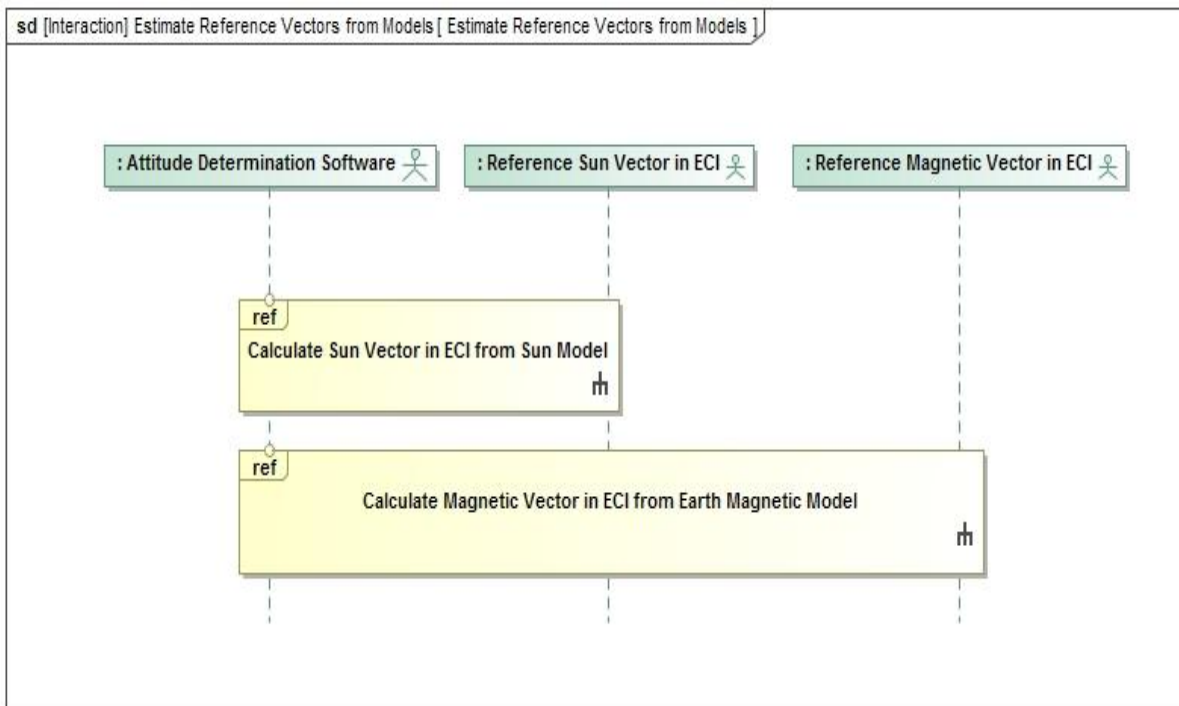 sd [Interaction] Estimate Reference Vectors from Models [ Estimate Reference Vectors from Models ]
: Attitude Determination Software
: Reference Sun Vector in ECI
: Reference Magnetic Vector in ECI
ref
Calculate Sun Vector in ECI from Sun Model
ref
Calculate Magnetic Vector in ECI from Earth Magnetic Model